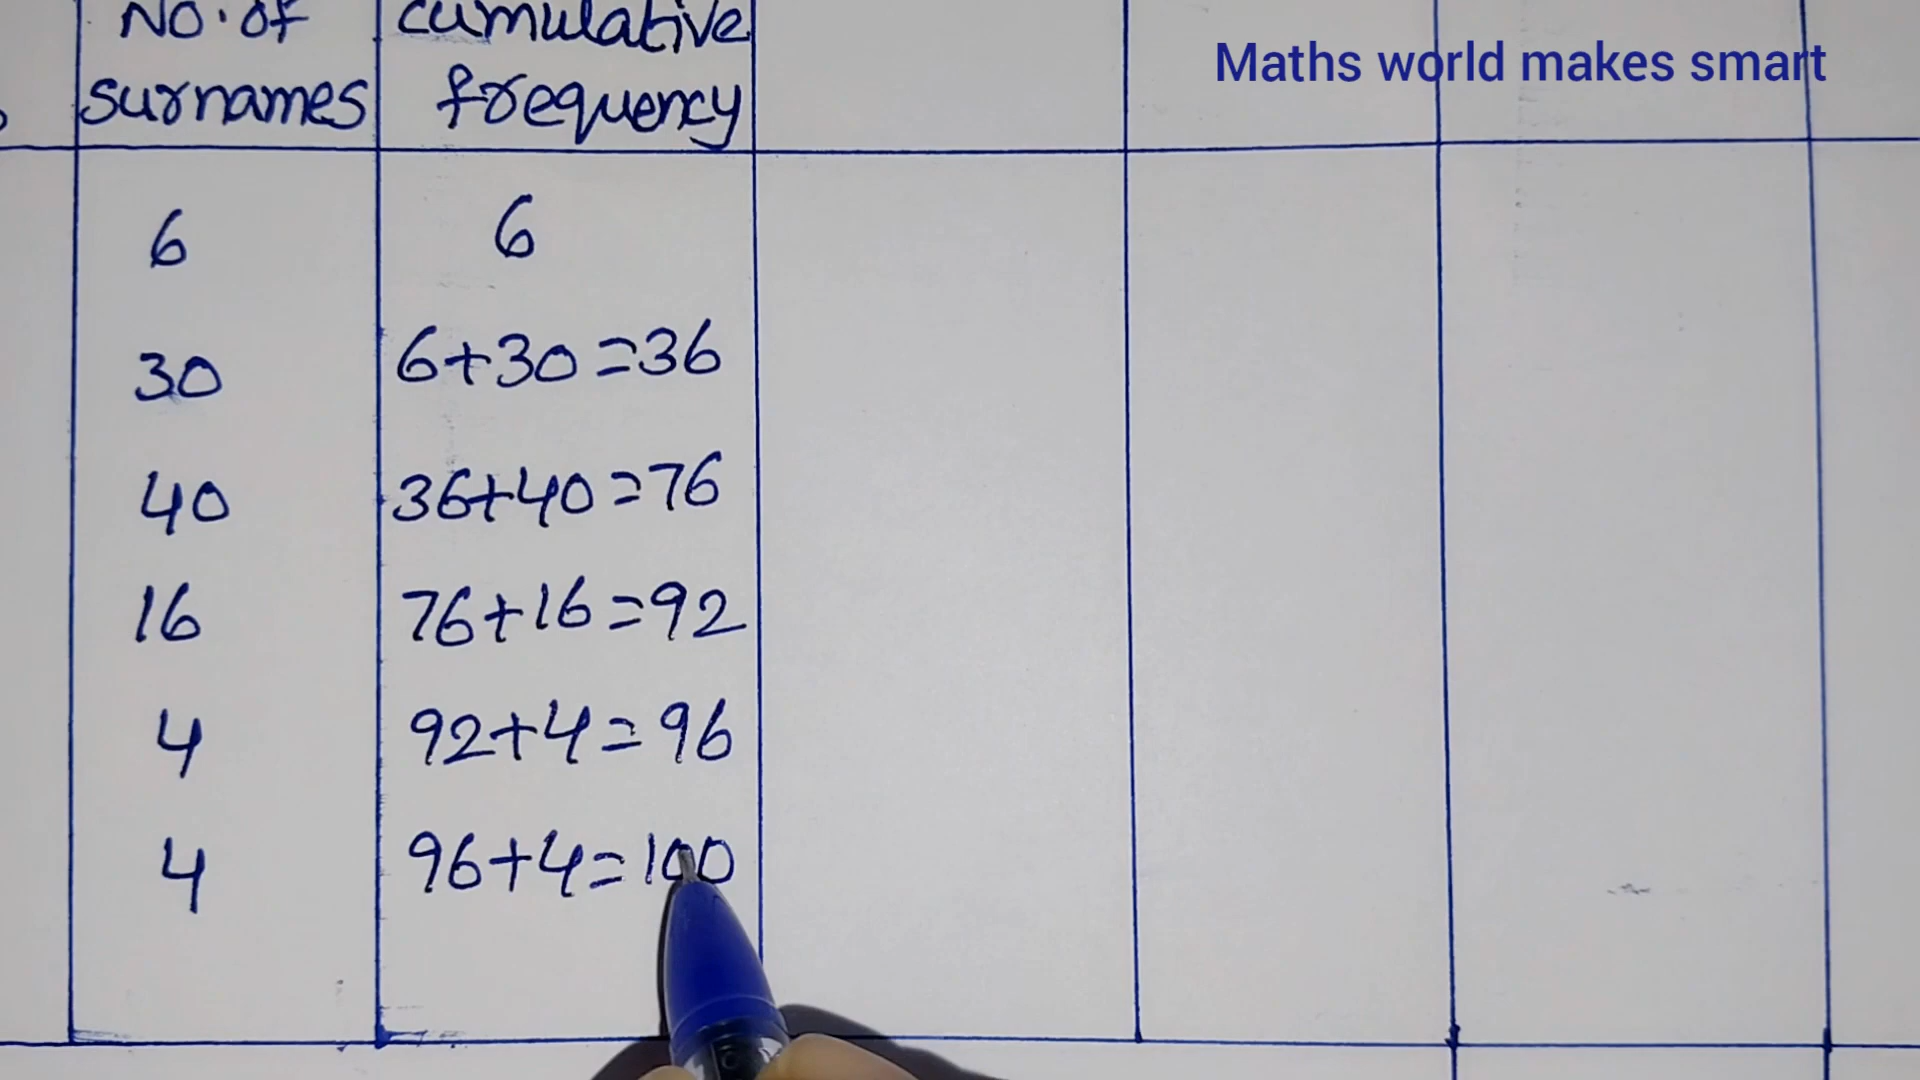 No. of
surnames
cumulative
frequency
Maths world makes smart
6 6
30 6+30=36
40 36+40=76
16 76+16=92
4 92+4=96
4 96+4=100